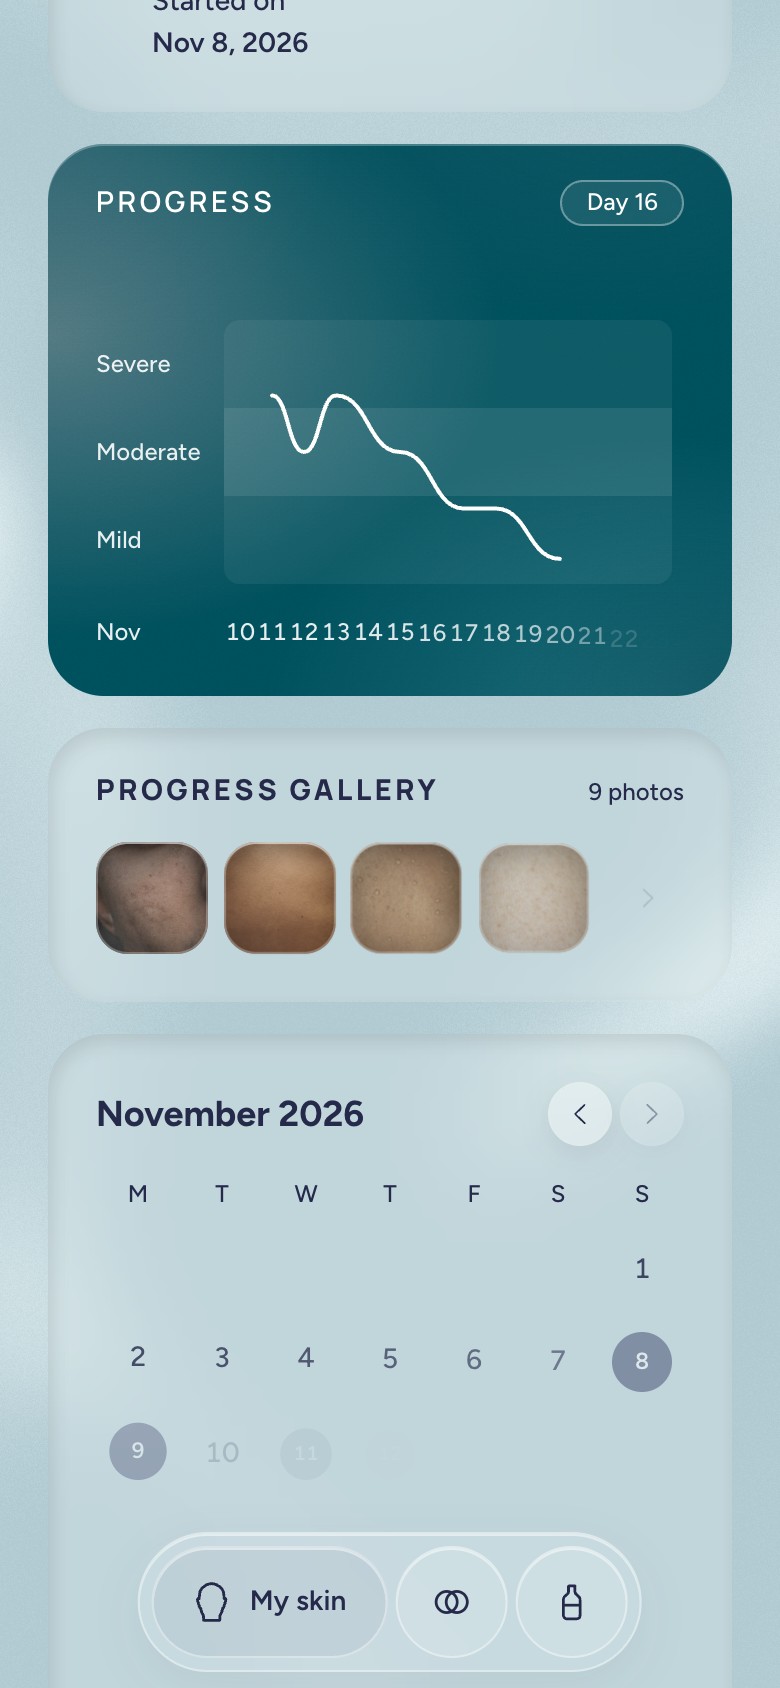 Started on
Nov 8, 2026
PROGRESS
Day 16
Severe
Moderate
Mild
Nov
10 11 12 13 14 15 16 17 18 19 20 21 22
PROGRESS GALLERY
9 photos
November 2026
M T W T F S S
1
2 3 4 5 6 7 8
9 10 11
My skin